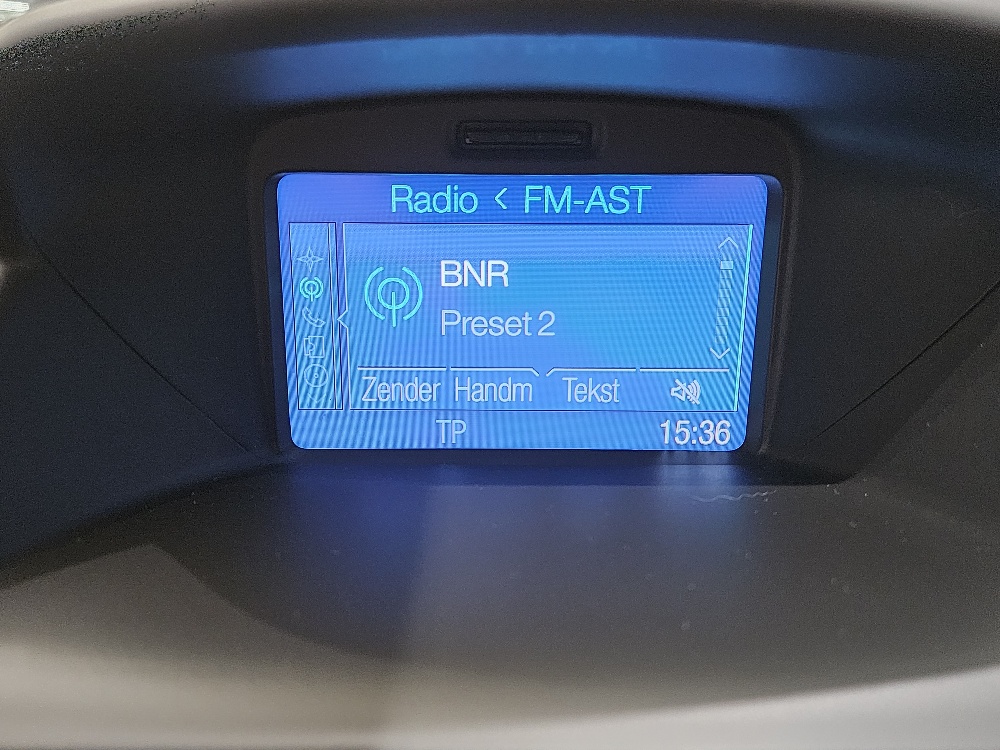 Radio < FM-AST
BNR
Preset 2
Zender Handm Tekst
TP 15:36